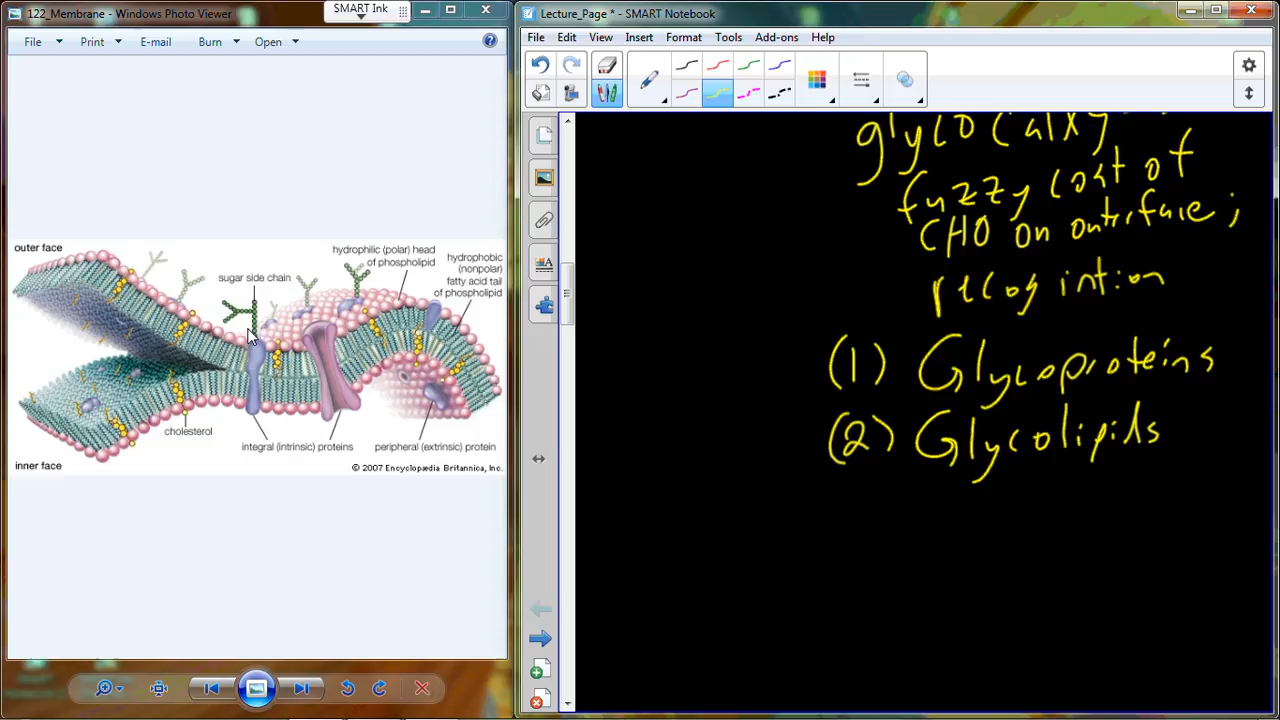 122_Membrane - Windows Photo Viewer
SMART Ink
File Print E-mail Burn Open
outer face
sugar side chain
hydrophilic (polar) head
of phospholipid
hydrophobic
(nonpolar)
fatty acid tail
of phospholipid
cholesterol
integral (intrinsic) proteins
peripheral (extrinsic) protein
inner face
© 2007 Encyclopædia Britannica, Inc.
Lecture_Page * - SMART Notebook
File Edit View Insert Format Tools Add-ons Help
glycocalyx
fuzzy coat of
CHO on outerface;
recogintion
(1) Glycoproteins
(2) Glycolipids